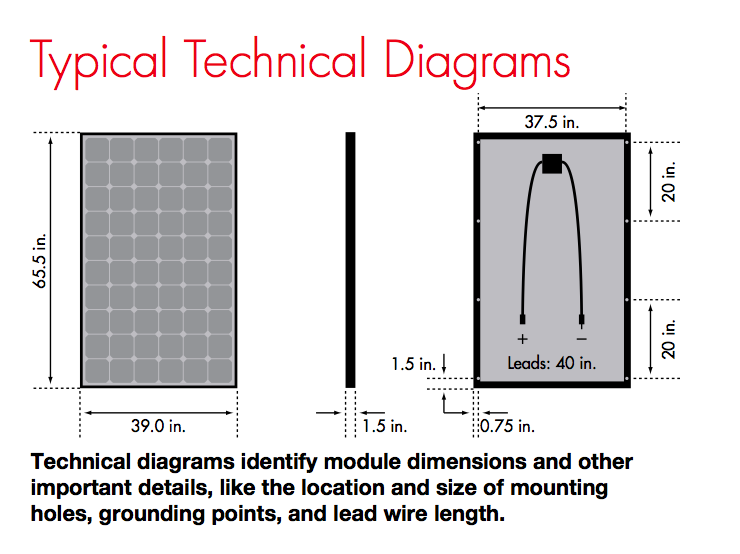 Typical Technical Diagrams
37.5 in.
20 in.
65.5 in.
20 in.
+ −
1.5 in.
Leads: 40 in.
39.0 in.
1.5 in.
0.75 in.
Technical diagrams identify module dimensions and other
important details, like the location and size of mounting
holes, grounding points, and lead wire length.